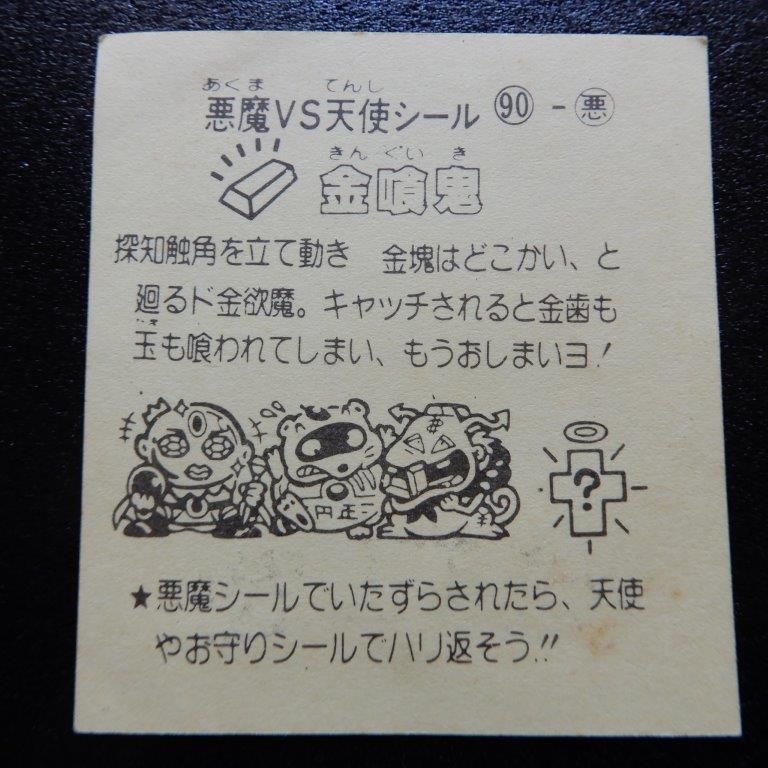 あくま てんし
悪魔VS天使シール 90 - 悪
きんぐいき
金喰鬼
探知触角を立て動き 金塊はどこかい、と
廻るド金欲魔。キャッチされると金歯も
玉も喰われてしまい、もうおしまいヨ!
?
★悪魔シールでいたずらされたら、天使
やお守りシールでハリ返そう!!